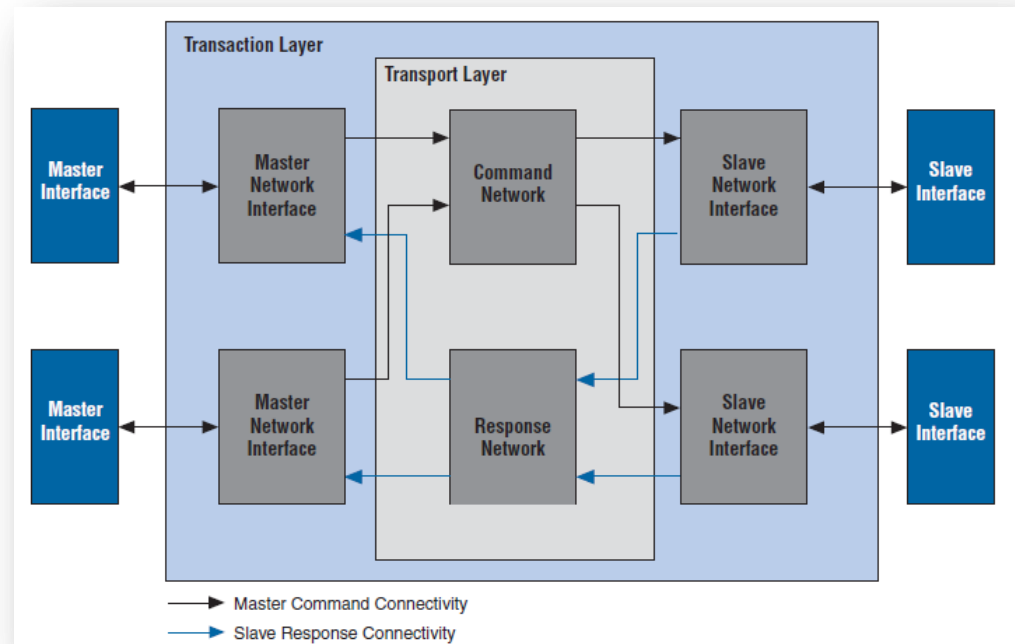 Transaction Layer
Transport Layer
Master
Interface
Master
Network
Interface
Command
Network
Slave
Network
Interface
Slave
Interface
Master
Interface
Master
Network
Interface
Response
Network
Slave
Network
Interface
Slave
Interface
Master Command Connectivity
Slave Response Connectivity